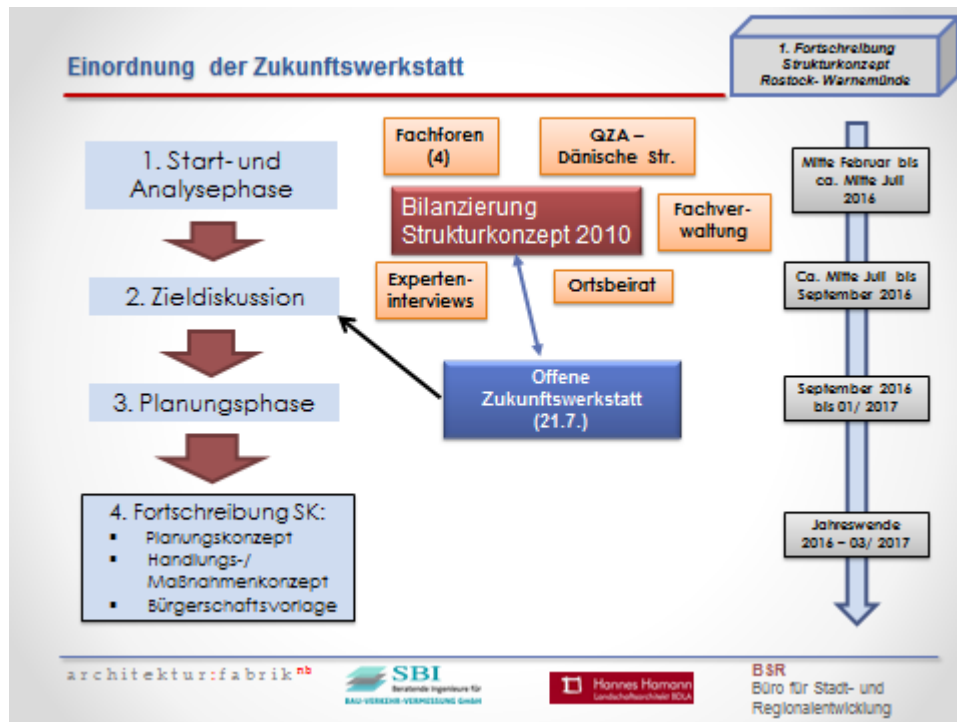 Einordnung der Zukunftswerkstatt
1. Fortschreibung
Strukturkonzept
Rostock- Warnemünde
1. Start- und
Analysephase
2. Zieldiskussion
3. Planungsphase
4. Fortschreibung SK:
▪ Planungskonzept
▪ Handlungs-/
Maßnahmenkonzept
▪ Bürgerschaftsvorlage
Fachforen
(4)
QZA –
Dänische Str.
Bilanzierung
Strukturkonzept 2010
Fachver-
waltung
Experten-
interviews
Ortsbeirat
Offene
Zukunftswerkstatt
(21.7.)
Mitte Februar bis
ca. Mitte Juli
2016
Ca. Mitte Juli bis
September 2016
September 2016
bis 01/ 2017
Jahreswende
2016 – 03/ 2017
architektur:fabrik nb
SBI
Beratende Ingenieure für
BAU-VERKEHR-VERMESSUNG GmbH
Hannes Hamann
Landschaftsarchitekt BDLA
BSR
Büro für Stadt- und
Regionalentwicklung